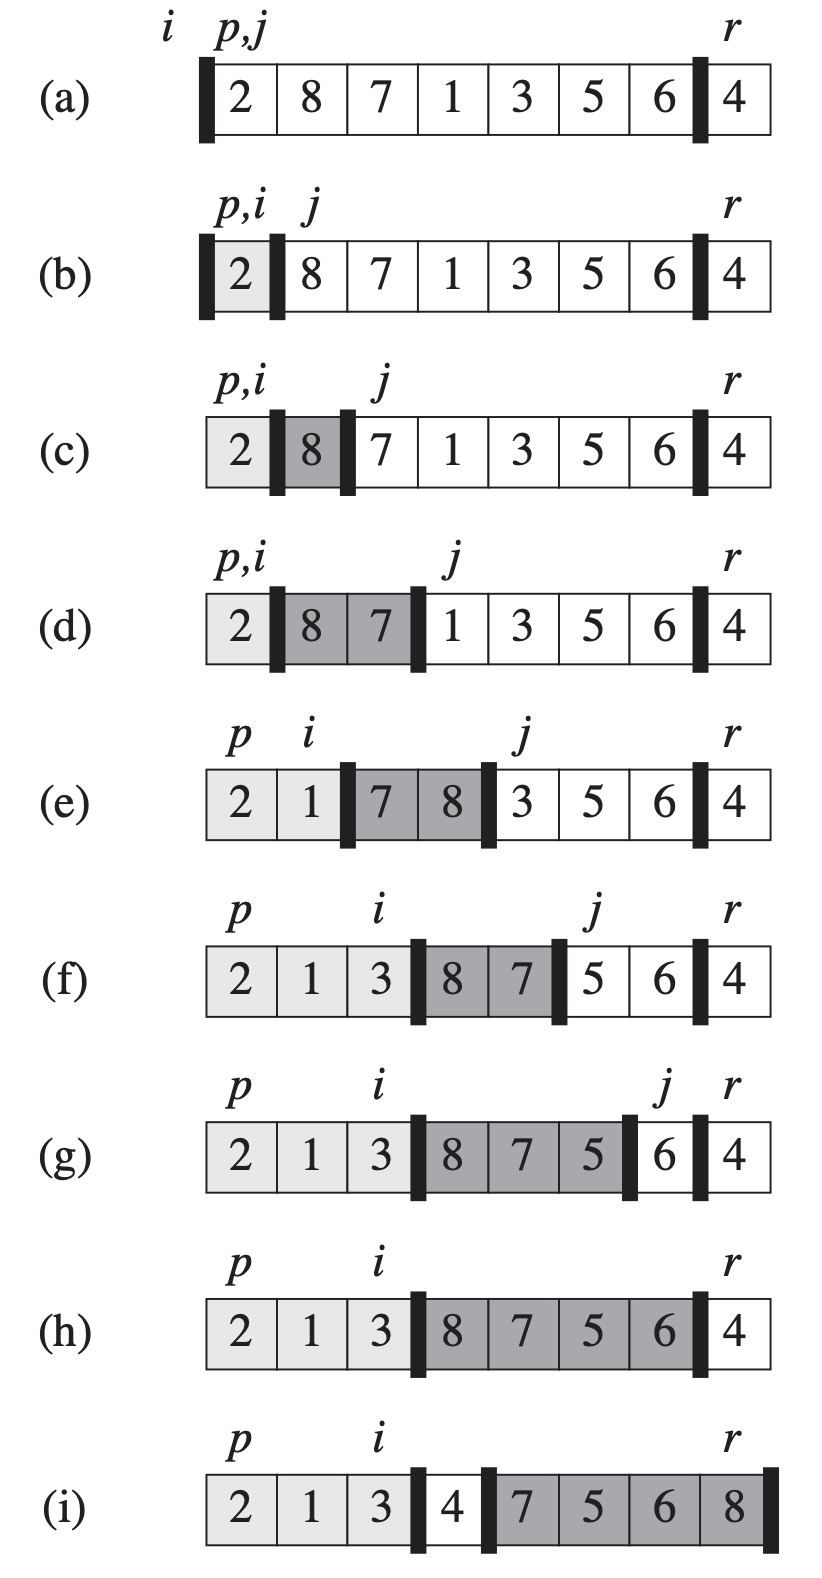 i p,j r
(a) 2 8 7 1 3 5 6 4
p,i j r
(b) 2 8 7 1 3 5 6 4
p,i j r
(c) 2 8 7 1 3 5 6 4
p,i j r
(d) 2 8 7 1 3 5 6 4
p i j r
(e) 2 1 7 8 3 5 6 4
p i j r
(f) 2 1 3 8 7 5 6 4
p i j r
(g) 2 1 3 8 7 5 6 4
p i r
(h) 2 1 3 8 7 5 6 4
p i r
(i) 2 1 3 4 7 5 6 8